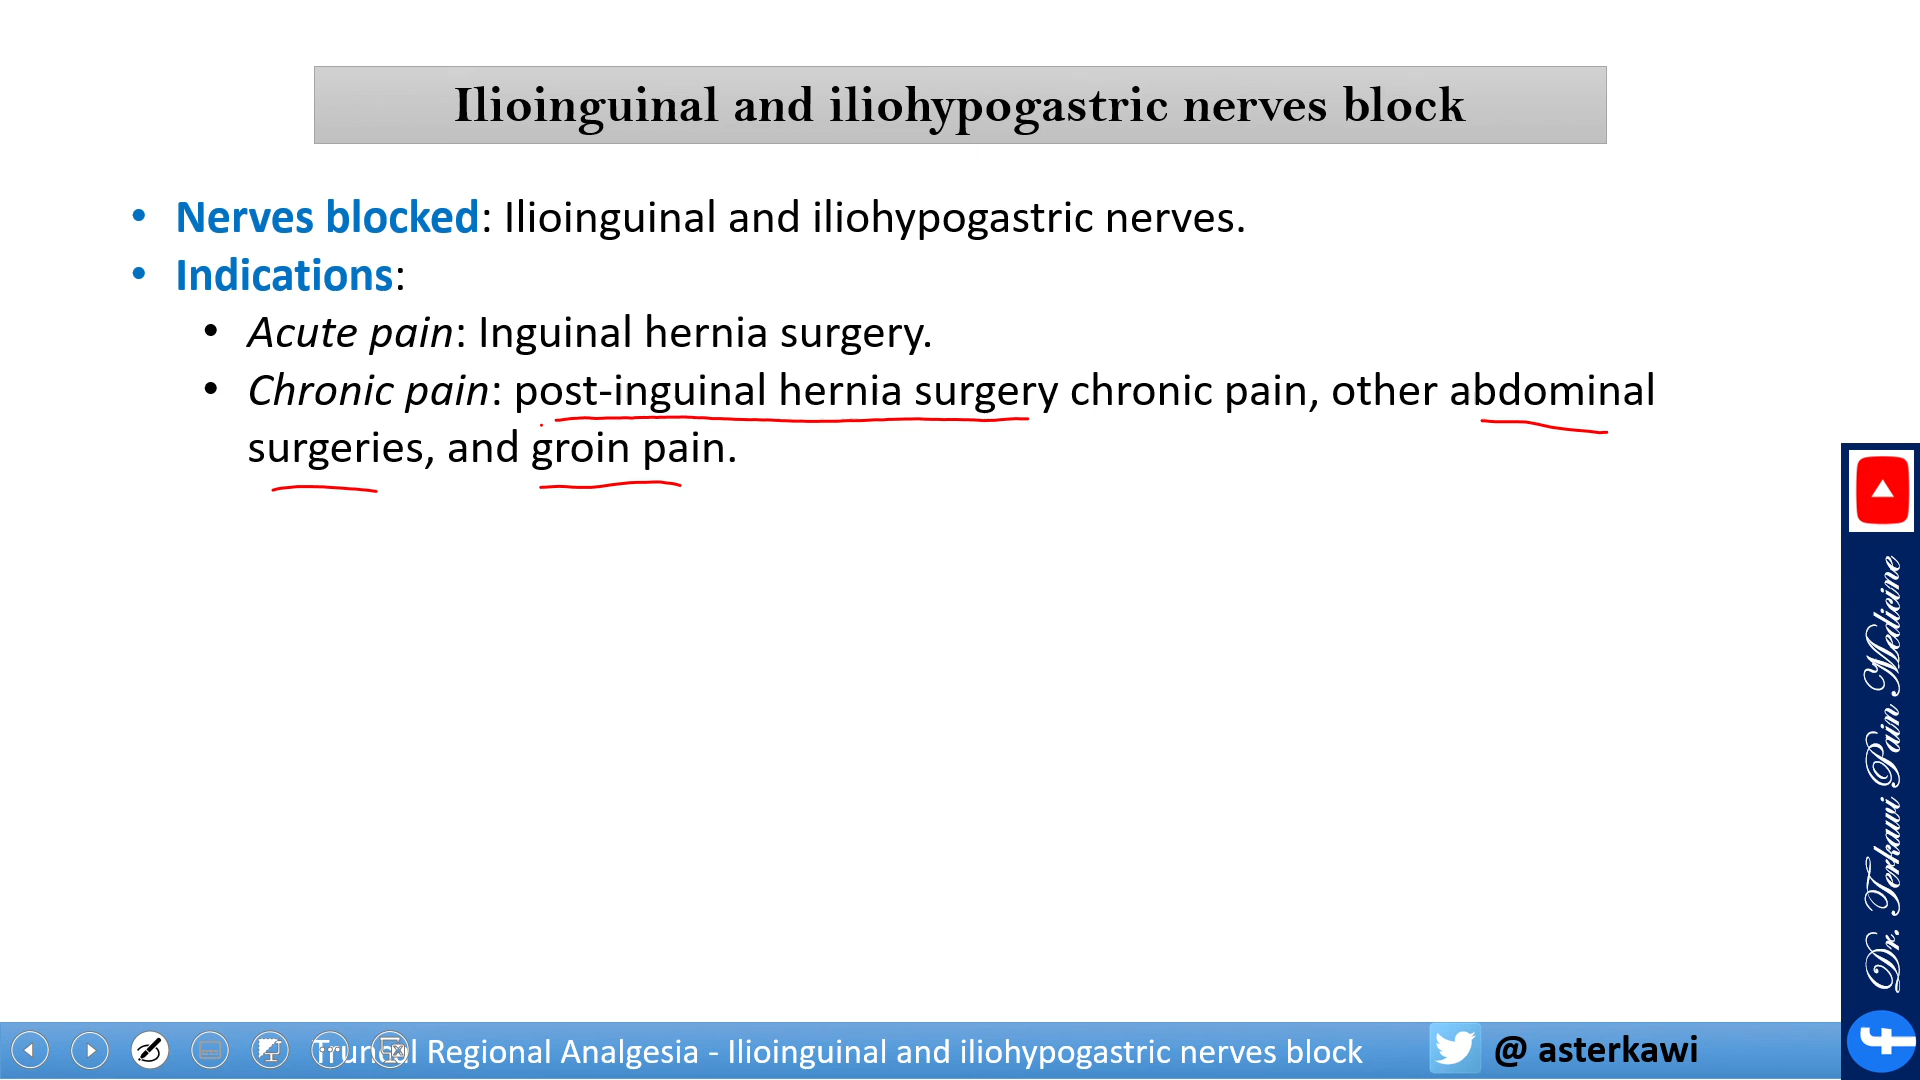 Ilioinguinal and iliohypogastric nerves block
• Nerves blocked: Ilioinguinal and iliohypogastric nerves.
• Indications:
• Acute pain: Inguinal hernia surgery.
• Chronic pain: post-inguinal hernia surgery chronic pain, other abdominal
surgeries, and groin pain.
Dr. Terkawi Pain Medicine
Regional Analgesia - Ilioinguinal and iliohypogastric nerves block
@ asterkawi